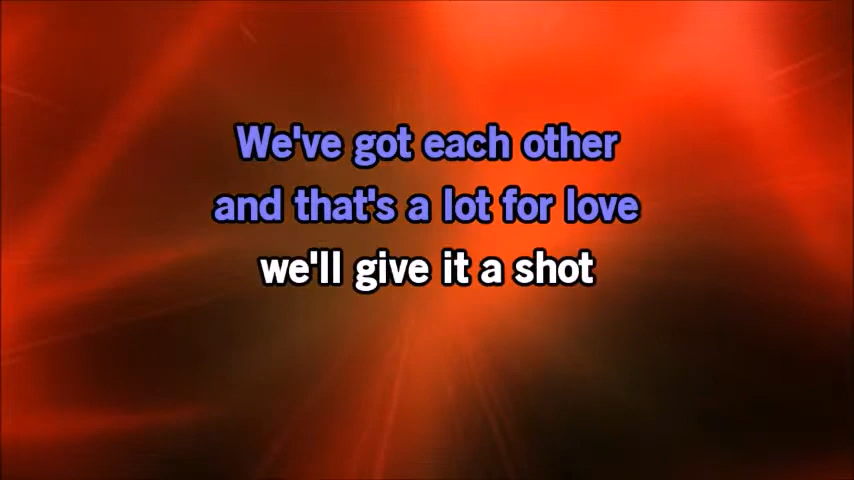 We've got each other
and that's a lot for love
we'll give it a shot